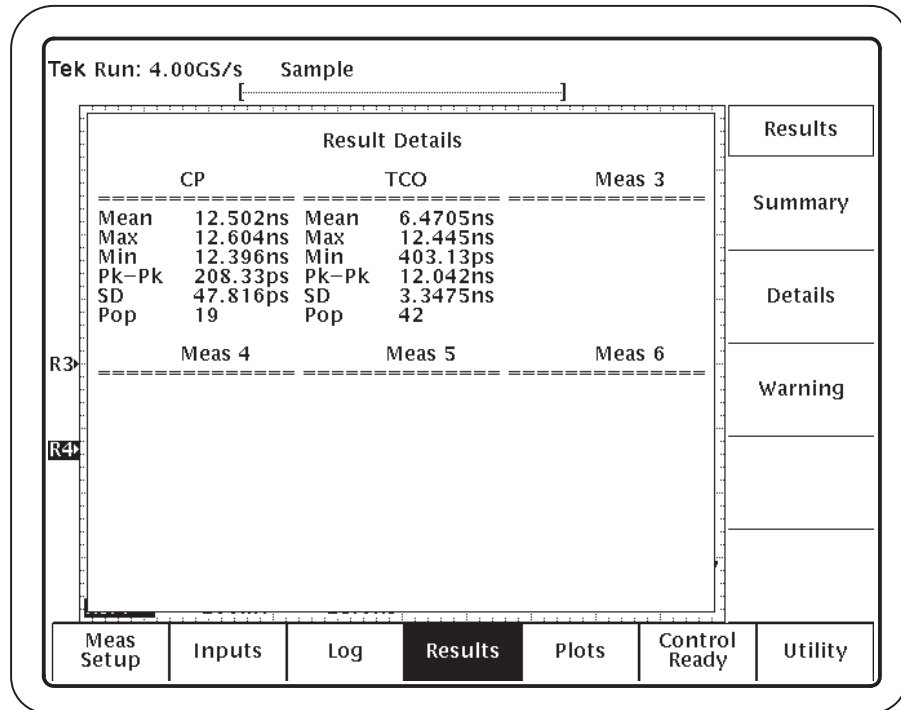 Tek Run: 4.00GS/s Sample
[ ]
Result Details
CP TCO Meas 3
Mean 12.502ns Mean 6.4705ns
Max 12.604ns Max 12.445ns
Min 12.396ns Min 403.13ps
Pk-Pk 208.33ps Pk-Pk 12.042ns
SD 47.816ps SD 3.3475ns
Pop 19 Pop 42
Meas 4 Meas 5 Meas 6
R3
R4
Results
Summary
Details
Warning
Meas Setup
Inputs
Log
Results
Plots
Control Ready
Utility